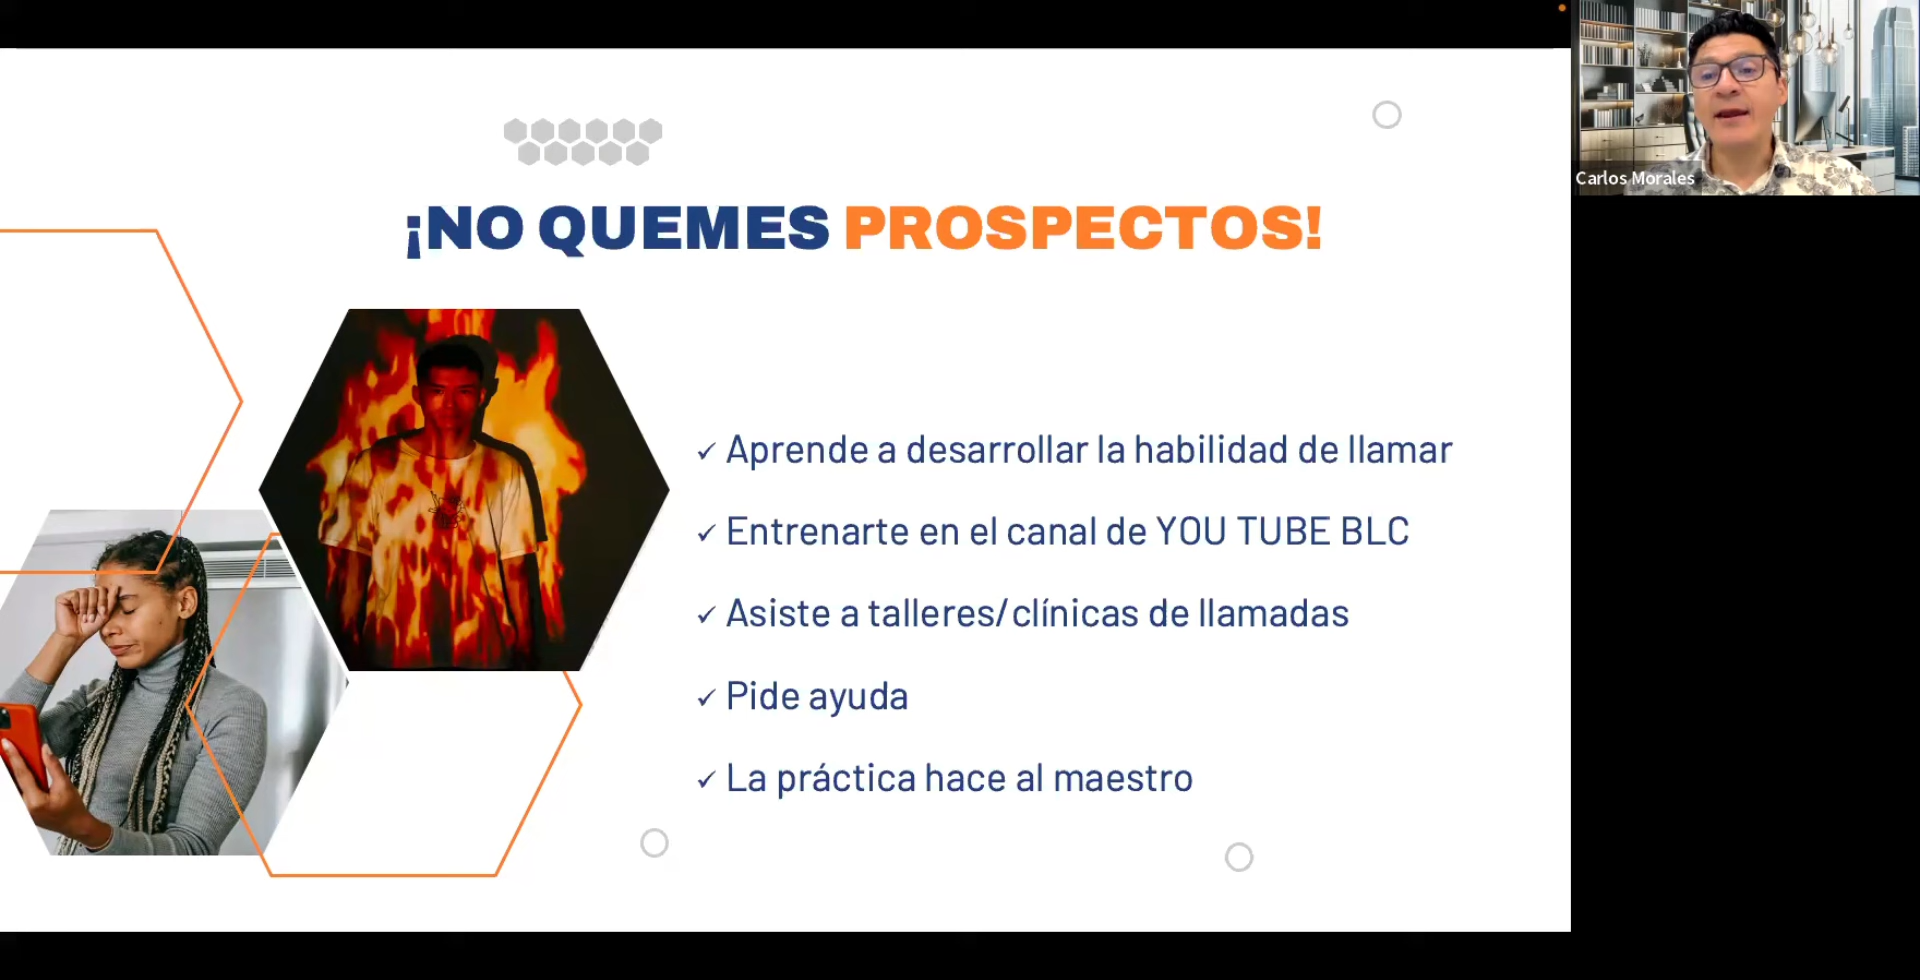 Carlos Morales
¡NO QUEMES PROSPECTOS!
✓ Aprende a desarrollar la habilidad de llamar
✓ Entrenarte en el canal de YOU TUBE BLC
✓ Asiste a talleres/clínicas de llamadas
✓ Pide ayuda
✓ La práctica hace al maestro